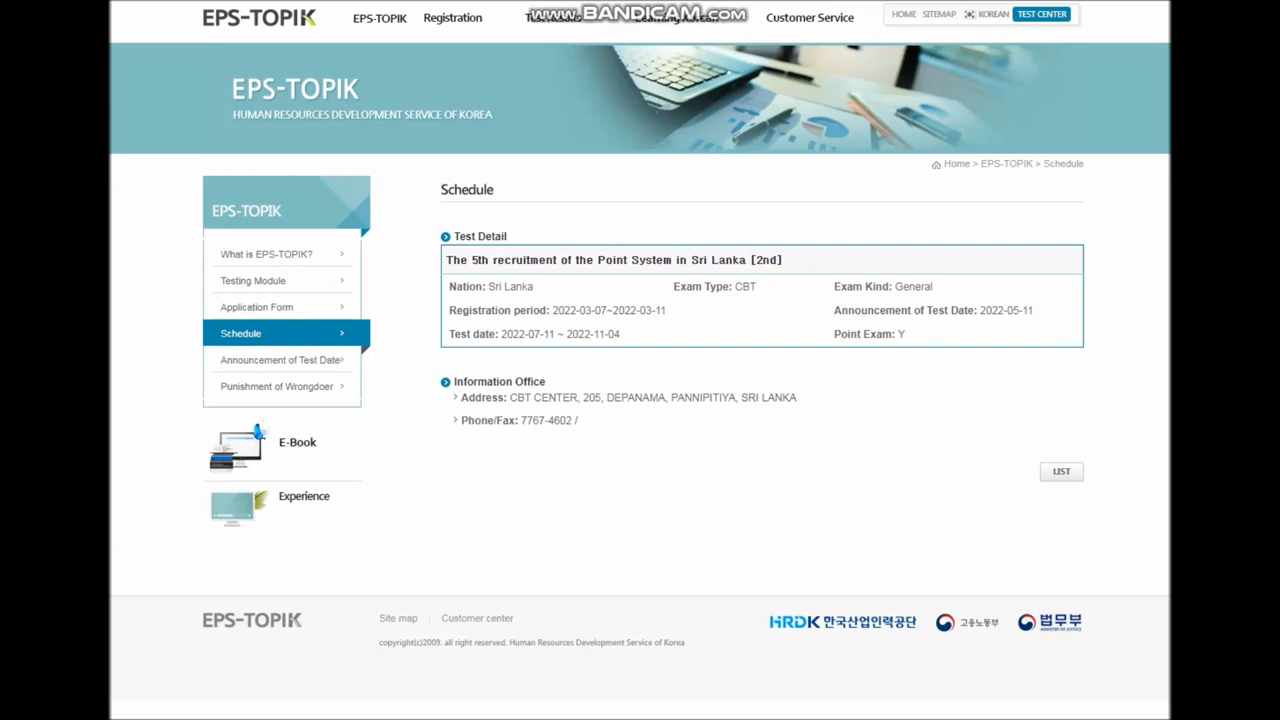 EPS-TOPIK EPS-TOPIK Registration Customer Service HOME SITEMAP KOREAN TEST CENTER
www.BANDICAM.com
EPS-TOPIK
HUMAN RESOURCES DEVELOPMENT SERVICE OF KOREA
Home > EPS-TOPIK > Schedule
EPS-TOPIK
What is EPS-TOPIK? >
Testing Module >
Application Form >
Schedule >
Announcement of Test Date>
Punishment of Wrongdoer >
E-Book
Experience
Schedule
Test Detail
The 5th recruitment of the Point System in Sri Lanka [2nd]
Nation: Sri Lanka Exam Type: CBT Exam Kind: General
Registration period: 2022-03-07~2022-03-11 Announcement of Test Date: 2022-05-11
Test date: 2022-07-11 ~ 2022-11-04 Point Exam: Y
Information Office
> Address: CBT CENTER, 205, DEPANAMA, PANNIPITIYA, SRI LANKA
> Phone/Fax: 7767-4602 /
LIST
EPS-TOPIK Site map | Customer center
copyright(c)2009. all right reserved. Human Resources Development Service of Korea
HRDK 한국산업인력공단 고용노동부 법무부
MINISTRY OF JUSTICE